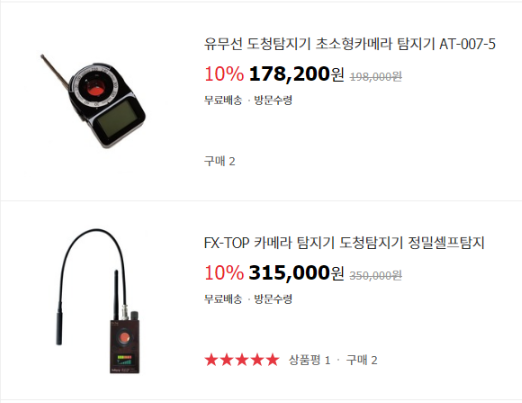 유무선 도청탐지기 초소형카메라 탐지기 AT-007-5
10% 178,200원 198,000원
무료배송 · 방문수령
구매 2
FX-TOP 카메라 탐지기 도청탐지기 정밀셀프탐지
10% 315,000원 350,000원
무료배송 · 방문수령
★★★★★ 상품평 1 · 구매 2